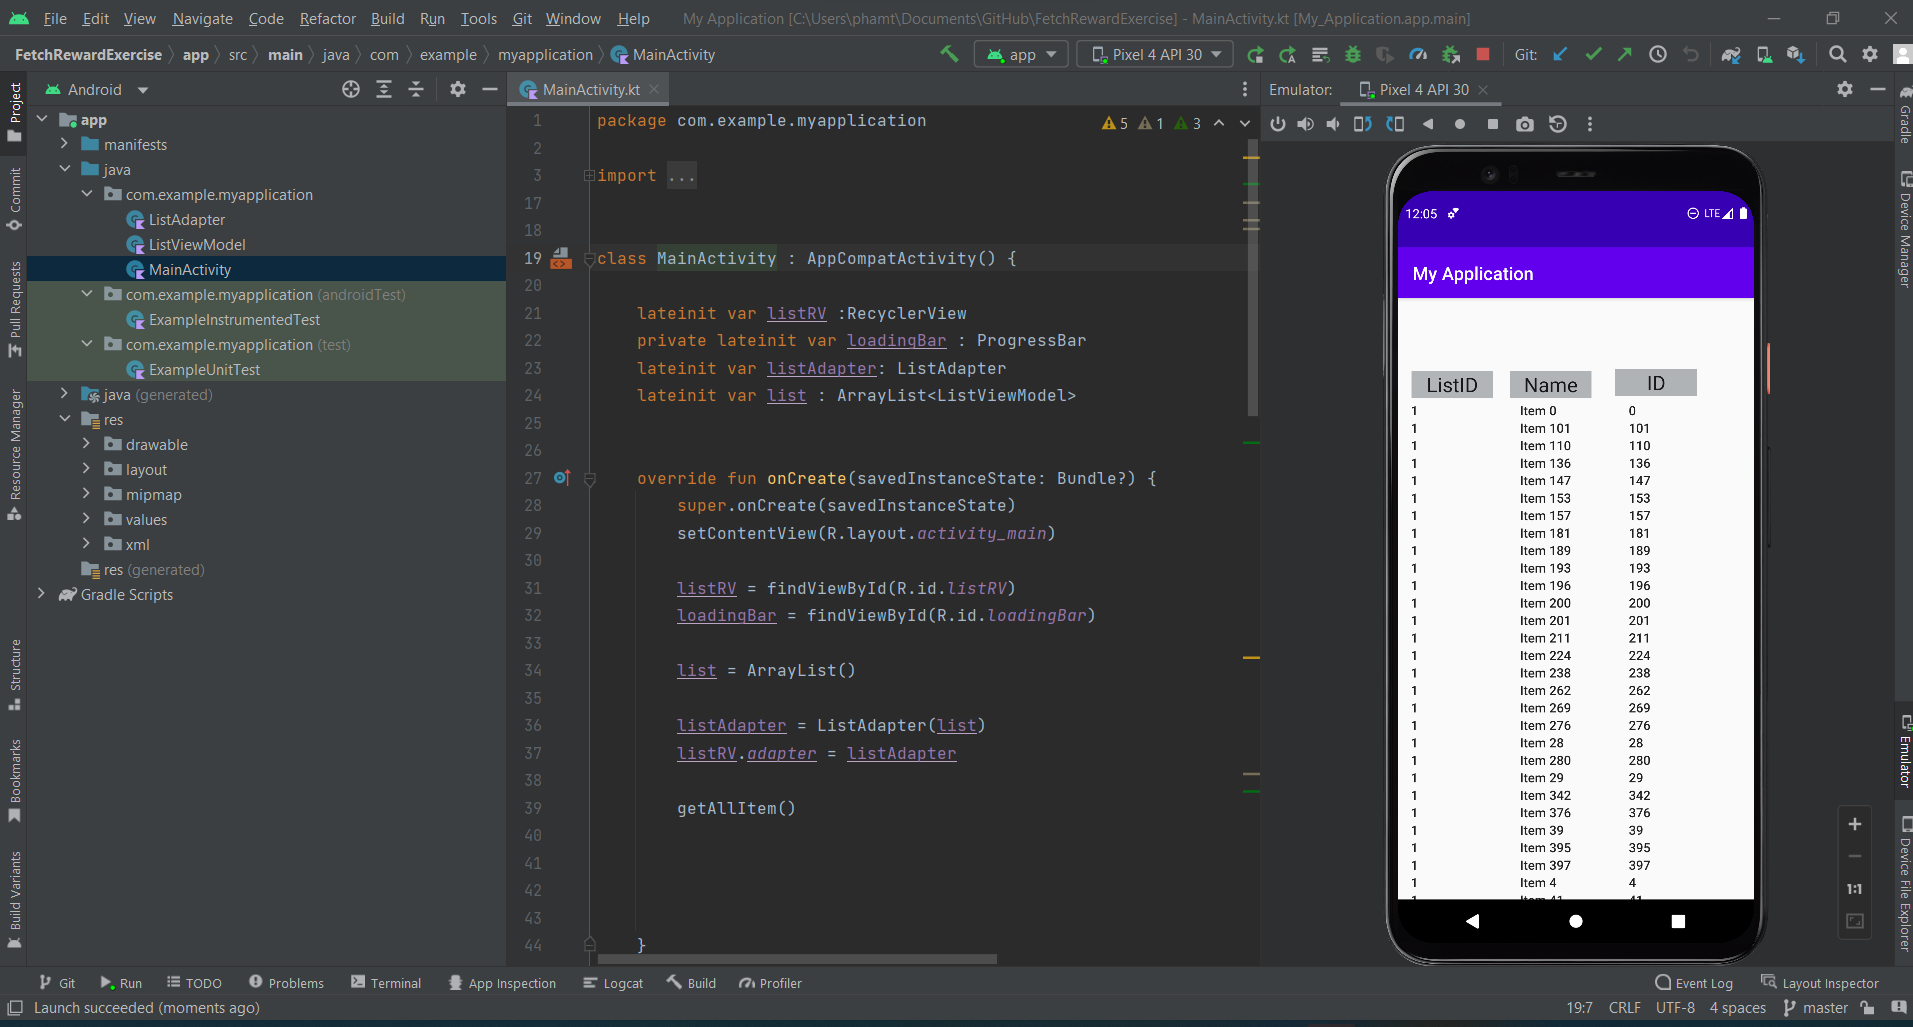 File Edit View Navigate Code Refactor Build Run Tools Git Window Help My Application [C:\Users\phamt\Documents\GitHub\FetchRewardExercise] - MainActivity.kt [My_Application.app.main]
FetchRewardExercise app src main java com example myapplication MainActivity app Pixel 4 API 30 Git:
Project
Commit
Pull Requests
Resource Manager
Structure
Bookmarks
Build Variants
Android
app
manifests
java
com.example.myapplication
ListAdapter
ListViewModel
MainActivity
com.example.myapplication (androidTest)
ExampleInstrumentedTest
com.example.myapplication (test)
ExampleUnitTest
java (generated)
res
drawable
layout
mipmap
values
xml
res (generated)
Gradle Scripts
MainActivity.kt
5 1 3
1 package com.example.myapplication
2
3 import ...
17
18
19 class MainActivity : AppCompatActivity() {
20
21 lateinit var listRV :RecyclerView
22 private lateinit var loadingBar : ProgressBar
23 lateinit var listAdapter: ListAdapter
24 lateinit var list : ArrayList<ListViewModel>
25
26
27 override fun onCreate(savedInstanceState: Bundle?) {
28 super.onCreate(savedInstanceState)
29 setContentView(R.layout.activity_main)
30
31 listRV = findViewById(R.id.listRV)
32 loadingBar = findViewById(R.id.loadingBar)
33
34 list = ArrayList()
35
36 listAdapter = ListAdapter(list)
37 listRV.adapter = listAdapter
38
39 getAllItem()
40
41
42
43
44 }
Emulator: Pixel 4 API 30
12:05 LTE
My Application
ListID Name ID
1 Item 0 0
1 Item 101 101
1 Item 110 110
1 Item 136 136
1 Item 147 147
1 Item 153 153
1 Item 157 157
1 Item 181 181
1 Item 189 189
1 Item 193 193
1 Item 196 196
1 Item 200 200
1 Item 201 201
1 Item 211 211
1 Item 224 224
1 Item 238 238
1 Item 262 262
1 Item 269 269
1 Item 276 276
1 Item 28 28
1 Item 280 280
1 Item 29 29
1 Item 342 342
1 Item 376 376
1 Item 39 39
1 Item 395 395
1 Item 397 397
1 Item 4 4
1 Item 41 41
1:1
Gradle
Device Manager
Emulator
Device File Explorer
Git Run TODO Problems Terminal App Inspection Logcat Build Profiler Event Log Layout Inspector
Launch succeeded (moments ago) 19:7 CRLF UTF-8 4 spaces master